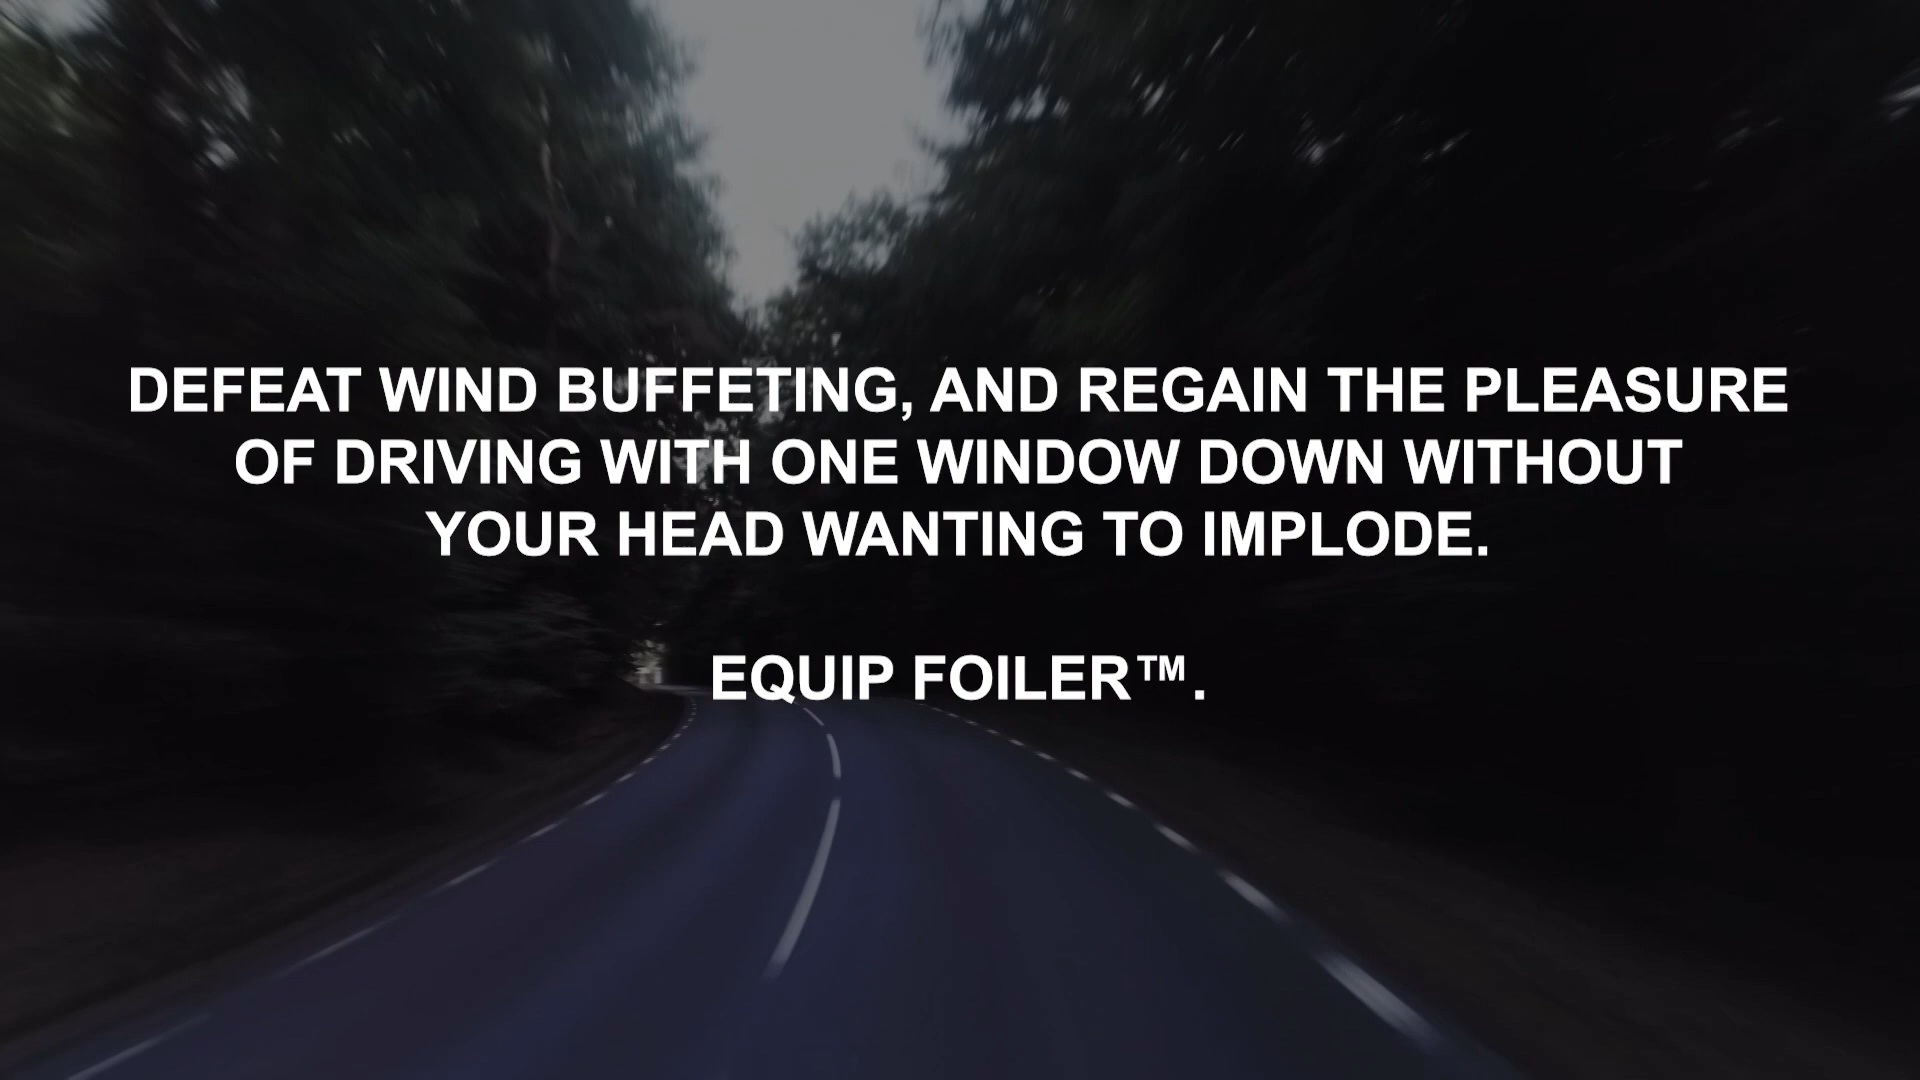 DEFEAT WIND BUFFETING, AND REGAIN THE PLEASURE
OF DRIVING WITH ONE WINDOW DOWN WITHOUT
YOUR HEAD WANTING TO IMPLODE.
EQUIP FOILER™.